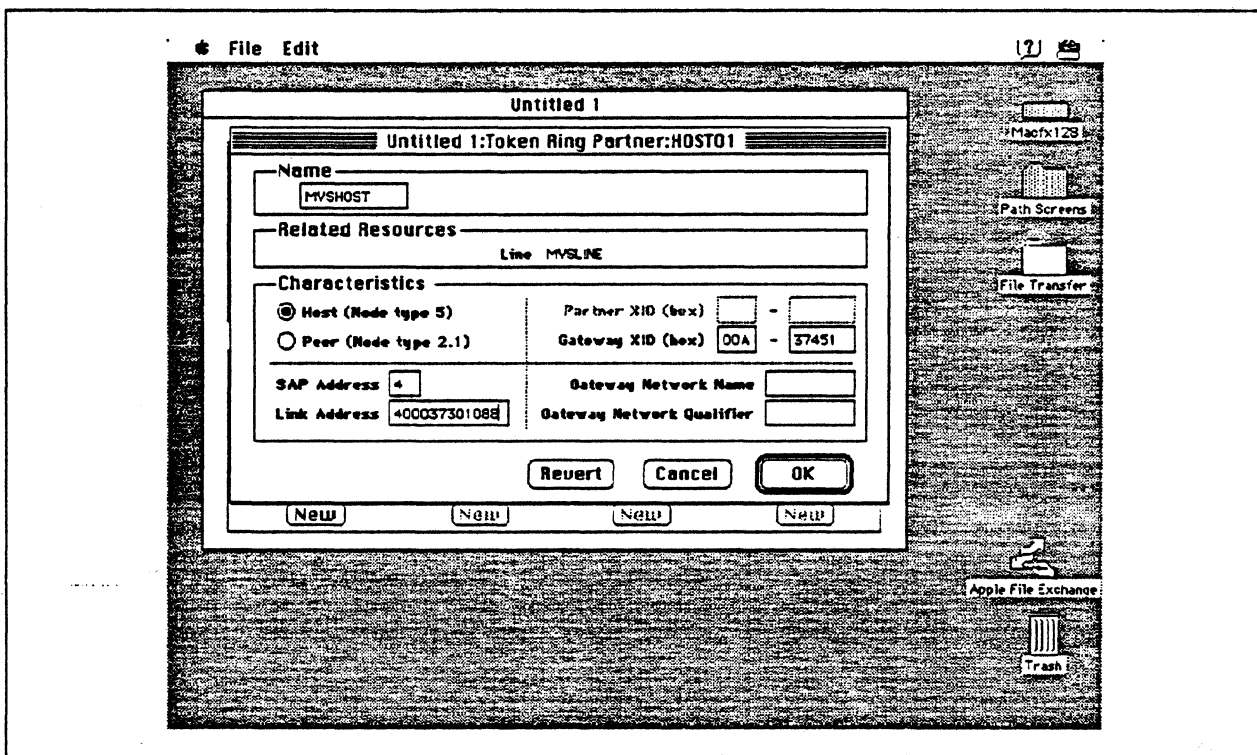 File Edit
Untitled 1
Untitled 1:Token Ring Partner:HOST01
Name
MVSHOST
Related Resources
Line MVSLINE
Characteristics
Host (Node type 5)
Peer (Node type 2.1)
Partner XID (hex) -
Gateway XID (hex) 00A - 37451
SAP Address 4
Link Address 400037301088
Gateway Network Name
Gateway Network Qualifier
Revert Cancel OK
New New New New
Macfx128
Path Screens
File Transfer
Apple File Exchange
Trash